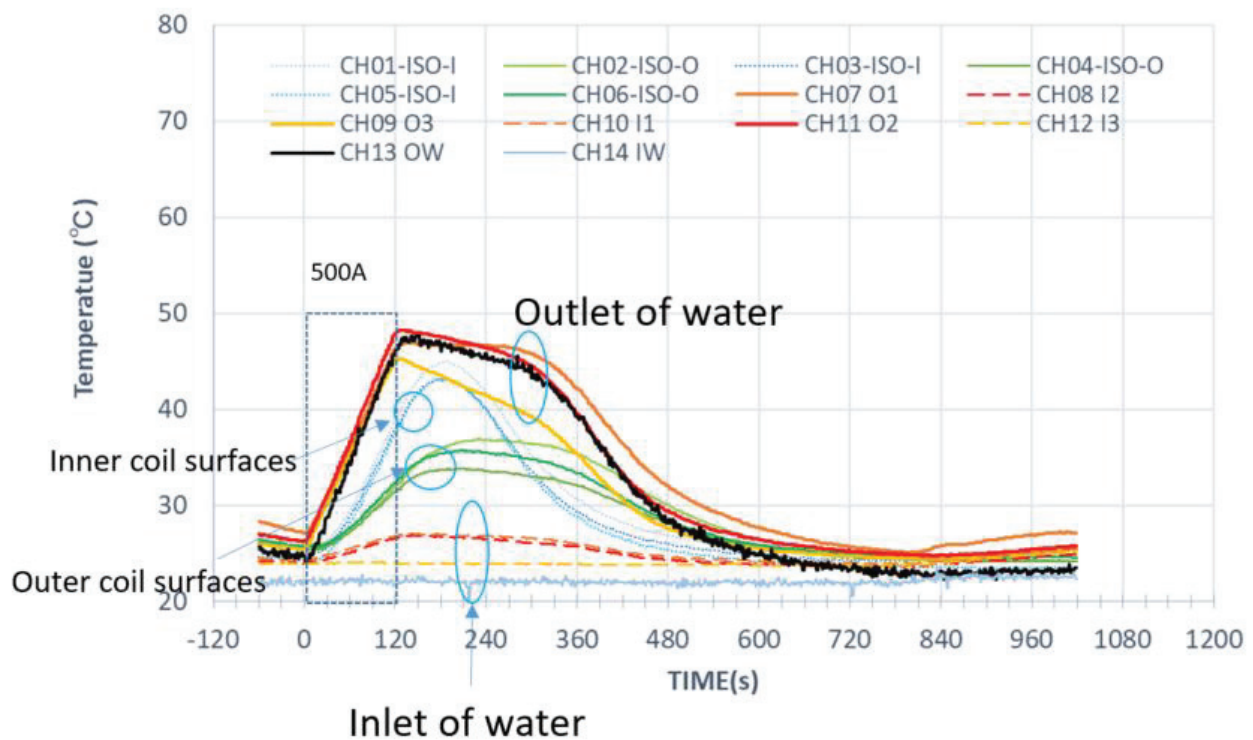 80
70
60
50
40
30
20
Temperatue (°C)
CH01-ISO-I CH02-ISO-O CH03-ISO-I CH04-ISO-O
CH05-ISO-I CH06-ISO-O CH07 O1 CH08 I2
CH09 O3 CH10 I1 CH11 O2 CH12 I3
CH13 OW CH14 IW
500A
Outlet of water
Inner coil surfaces
Outer coil surfaces
-120 0 120 240 360 480 600 720 840 960 1080 1200
TIME(s)
Inlet of water